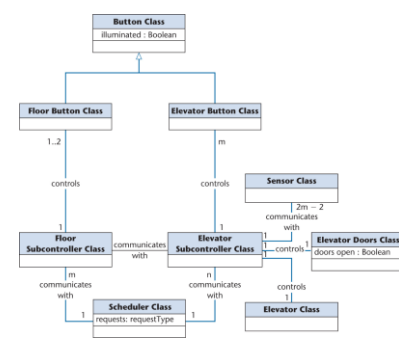 Button Class
illuminated : Boolean
Floor Button Class
Elevator Button Class
1..2
m
controls
controls
Sensor Class
2m − 2
communicates
with
1
1
Floor
Subcontroller Class
communicates
with
Elevator
Subcontroller Class
1
1
1
controls
1
Elevator Doors Class
doors open : Boolean
m
communicates
with
n
communicates
with
controls
1
Elevator Class
1
Scheduler Class
requests: requestType
1